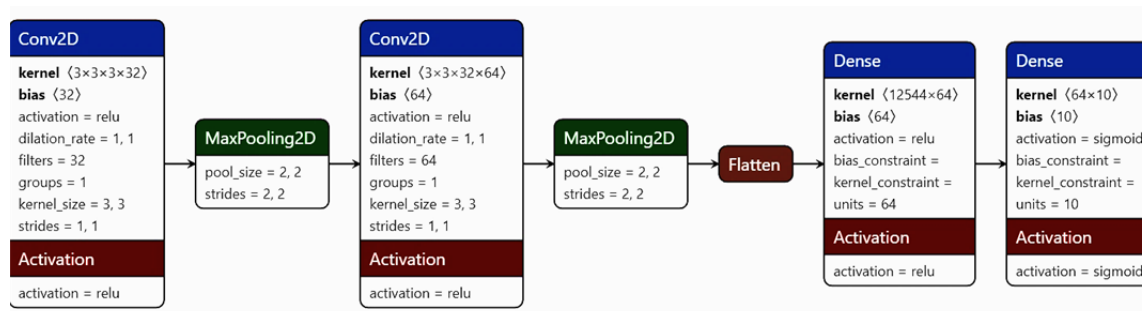 Conv2D
kernel 〈3×3×3×32〉
bias 〈32〉
activation = relu
dilation_rate = 1, 1
filters = 32
groups = 1
kernel_size = 3, 3
strides = 1, 1
Activation
activation = relu
MaxPooling2D
pool_size = 2, 2
strides = 2, 2
Conv2D
kernel 〈3×3×32×64〉
bias 〈64〉
activation = relu
dilation_rate = 1, 1
filters = 64
groups = 1
kernel_size = 3, 3
strides = 1, 1
Activation
activation = relu
MaxPooling2D
pool_size = 2, 2
strides = 2, 2
Flatten
Dense
kernel 〈12544×64〉
bias 〈64〉
activation = relu
bias_constraint =
kernel_constraint =
units = 64
Activation
activation = relu
Dense
kernel 〈64×10〉
bias 〈10〉
activation = sigmoid
bias_constraint =
kernel_constraint =
units = 10
Activation
activation = sigmoid